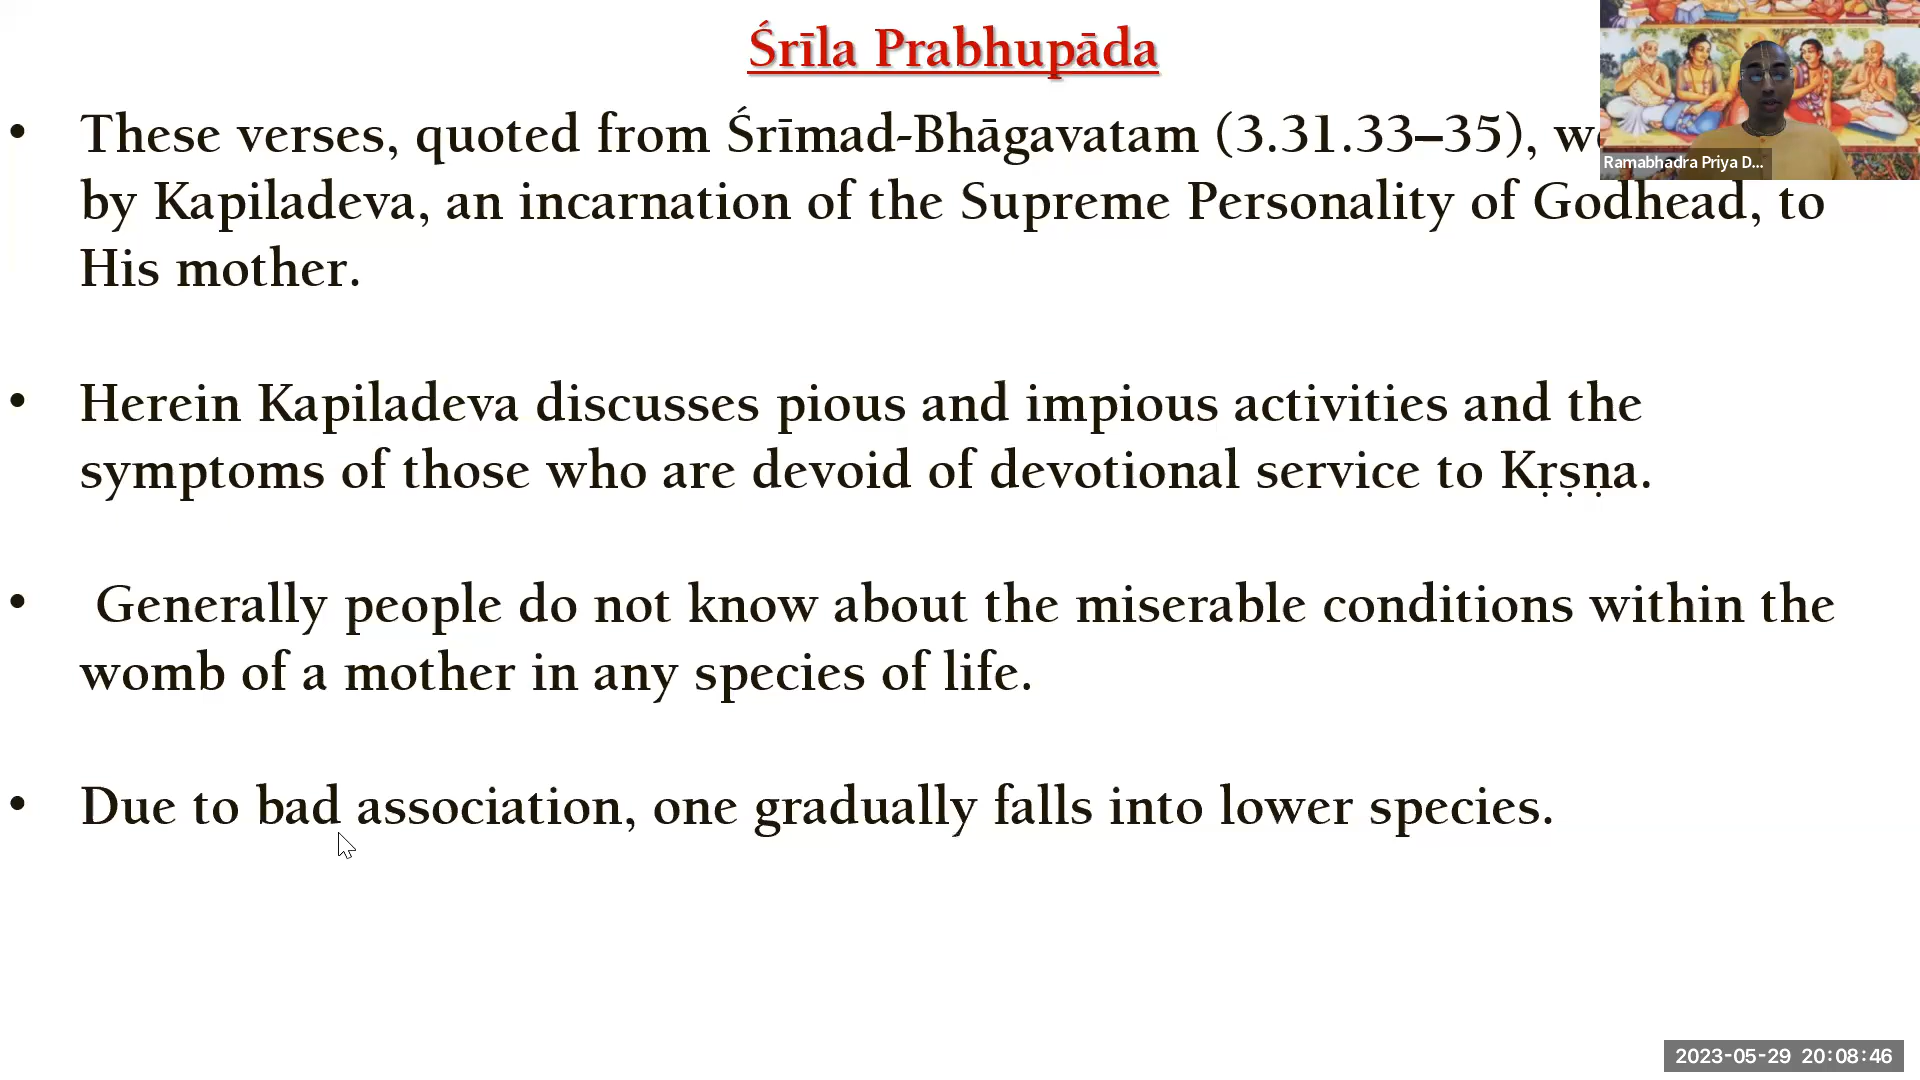 Śrīla Prabhupāda
• These verses, quoted from Śrīmad-Bhāgavatam (3.31.33–35),
by Kapiladeva, an incarnation of the Supreme Personality of Godhead, to
His mother.
• Herein Kapiladeva discusses pious and impious activities and the
symptoms of those who are devoid of devotional service to Kṛṣṇa.
• Generally people do not know about the miserable conditions within the
womb of a mother in any species of life.
• Due to bad association, one gradually falls into lower species.
Ramabhadra Priya D...
2023-05-29 20:08:46